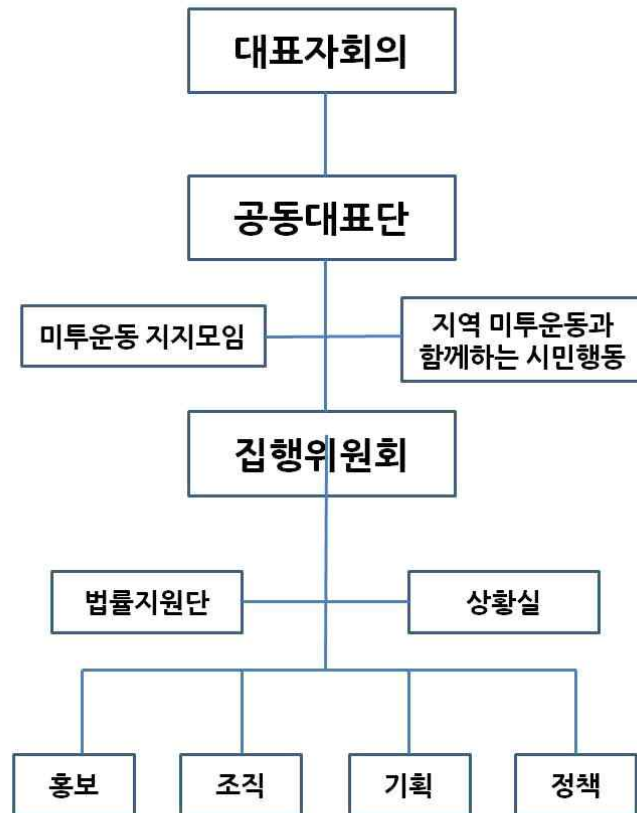 대표자회의
공동대표단
미투운동 지지모임
지역 미투운동과
함께하는 시민행동
집행위원회
법률지원단
상황실
홍보
조직
기획
정책